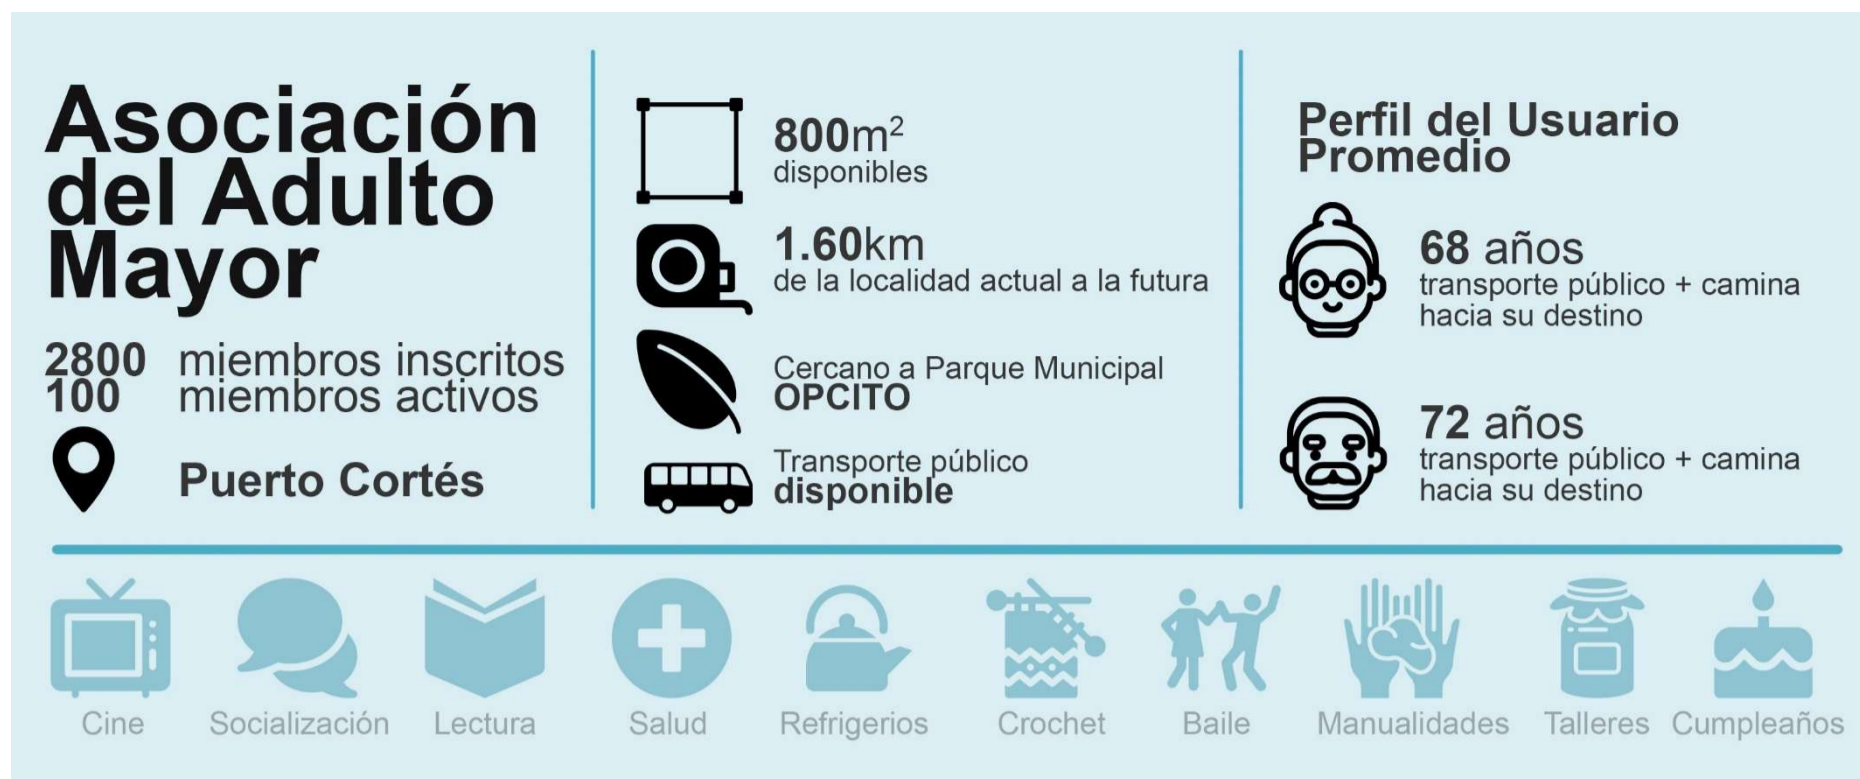 Asociación
del Adulto
Mayor
2800 miembros inscritos
100 miembros activos
Puerto Cortés
800m²
disponibles
1.60km
de la localidad actual a la futura
Cercano a Parque Municipal
OPCITO
Transporte público
disponible
Perfil del Usuario
Promedio
68 años
transporte público + camina
hacia su destino
72 años
transporte público + camina
hacia su destino
Cine Socialización Lectura Salud Refrigerios Crochet Baile Manualidades Talleres Cumpleaños